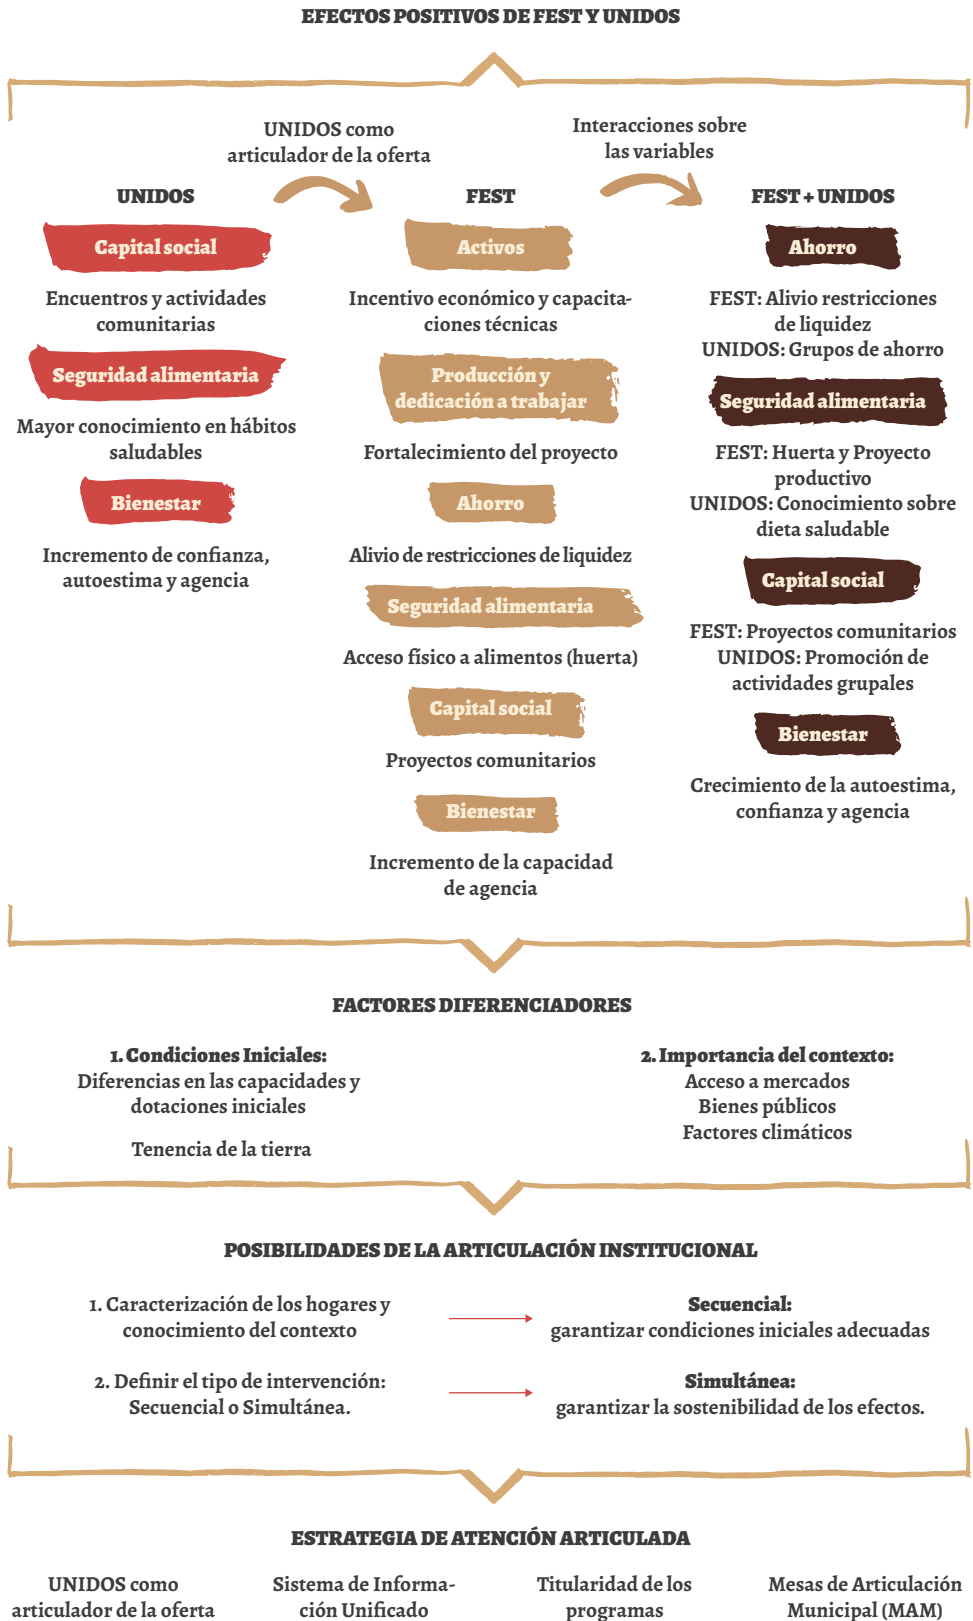 EFECTOS POSITIVOS DE FEST Y UNIDOS
UNIDOS como
articulador de la oferta
Interacciones sobre
las variables
UNIDOS
Capital social
Encuentros y actividades
comunitarias
Seguridad alimentaria
Mayor conocimiento en hábitos
saludables
Bienestar
Incremento de confianza,
autoestima y agencia
FEST
Activos
Incentivo económico y capacita-
ciones técnicas
Producción y
dedicación a trabajar
Fortalecimiento del proyecto
Ahorro
Alivio de restricciones de liquidez
Seguridad alimentaria
Acceso físico a alimentos (huerta)
Capital social
Proyectos comunitarios
Bienestar
Incremento de la capacidad
de agencia
FEST + UNIDOS
Ahorro
FEST: Alivio restricciones
de liquidez
UNIDOS: Grupos de ahorro
Seguridad alimentaria
FEST: Huerta y Proyecto
productivo
UNIDOS: Conocimiento sobre
dieta saludable
Capital social
FEST: Proyectos comunitarios
UNIDOS: Promoción de
actividades grupales
Bienestar
Crecimiento de la autoestima,
confianza y agencia
FACTORES DIFERENCIADORES
1. Condiciones Iniciales:
Diferencias en las capacidades y
dotaciones iniciales
Tenencia de la tierra
2. Importancia del contexto:
Acceso a mercados
Bienes públicos
Factores climáticos
POSIBILIDADES DE LA ARTICULACIÓN INSTITUCIONAL
1. Caracterización de los hogares y
conocimiento del contexto
Secuencial:
garantizar condiciones iniciales adecuadas
2. Definir el tipo de intervención:
Secuencial o Simultánea.
Simultánea:
garantizar la sostenibilidad de los efectos.
ESTRATEGIA DE ATENCIÓN ARTICULADA
UNIDOS como
articulador de la oferta
Sistema de Informa-
ción Unificado
Titularidad de los
programas
Mesas de Articulación
Municipal (MAM)